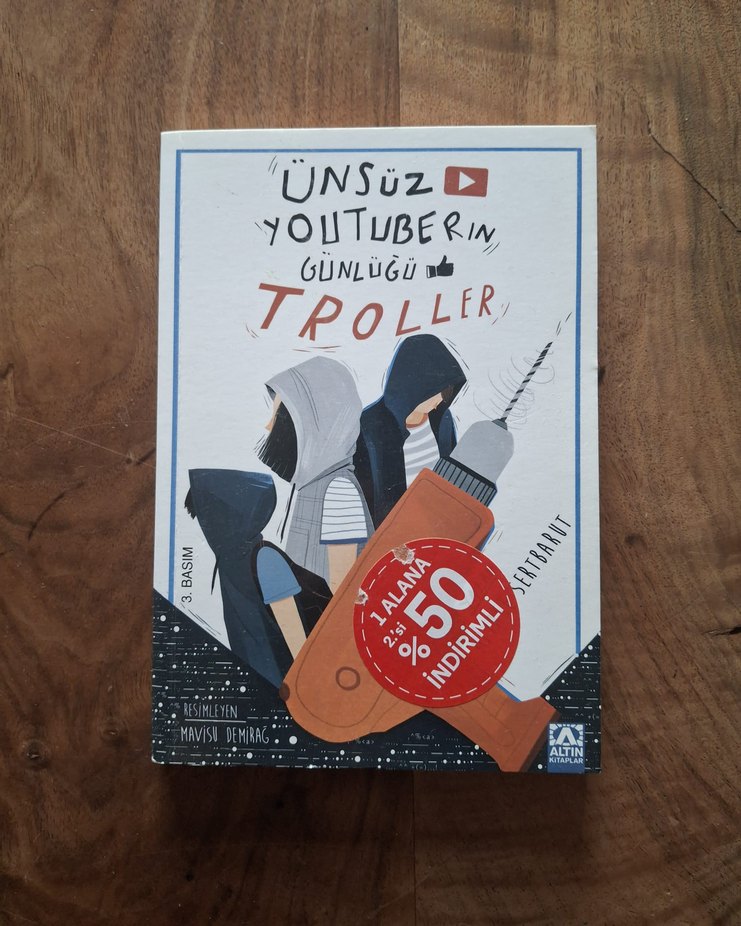 ÜNSÜZ
YOUTUBERIN
GÜNLÜĞÜ
TROLLER
SERTBARUT
3. BASIM
1 ALANA
2.si
%50
İNDİRİMLİ
RESİMLEYEN
MAVİSU DEMİRAĞ
ALTIN
KİTAPLAR